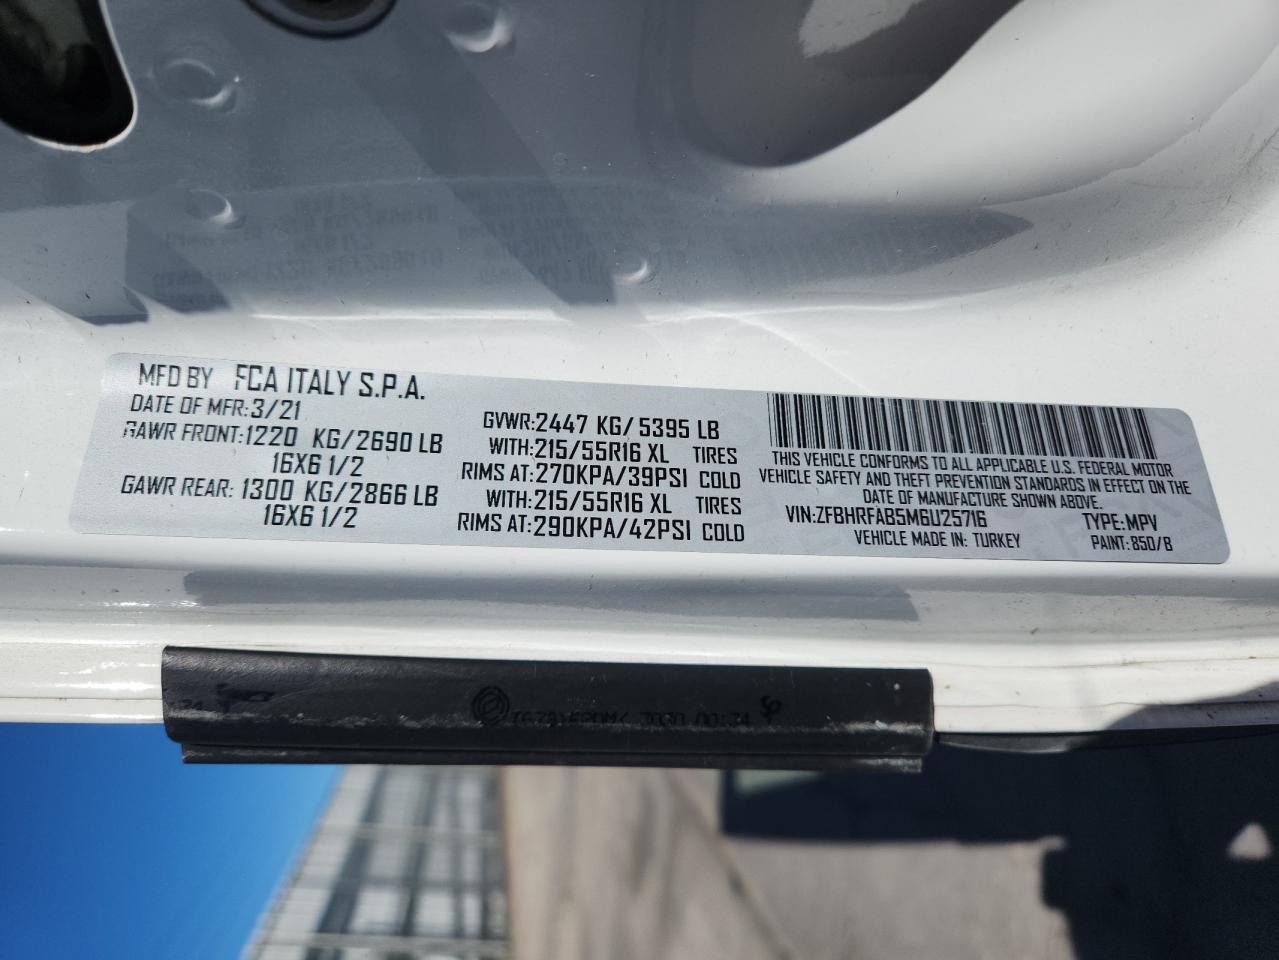 MFD BY FCA ITALY S.P.A.
DATE OF MFR:3/21
GAWR FRONT:1220 KG/2690 LB
16X6 1/2
GAWR REAR: 1300 KG/2866 LB
16X6 1/2
GVWR:2447 KG/5395 LB
WITH:215/55R16 XL TIRES
RIMS AT:270KPA/39PSI COLD
WITH:215/55R16 XL TIRES
RIMS AT:290KPA/42PSI COLD
THIS VEHICLE CONFORMS TO ALL APPLICABLE U.S. FEDERAL MOTOR
VEHICLE SAFETY AND THEFT PREVENTION STANDARDS IN EFFECT ON THE
DATE OF MANUFACTURE SHOWN ABOVE.
VIN:ZFBHRFAB5M6U25716 TYPE:MPV
VEHICLE MADE IN: TURKEY PAINT:850/B